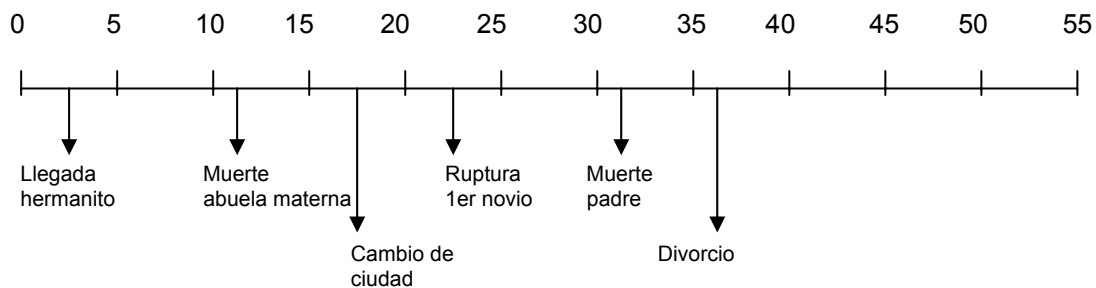 0 5 10 15 20 25 30 35 40 45 50 55
Llegada
hermanito
Muerte
abuela materna
Cambio de
ciudad
Ruptura
1er novio
Muerte
padre
Divorcio